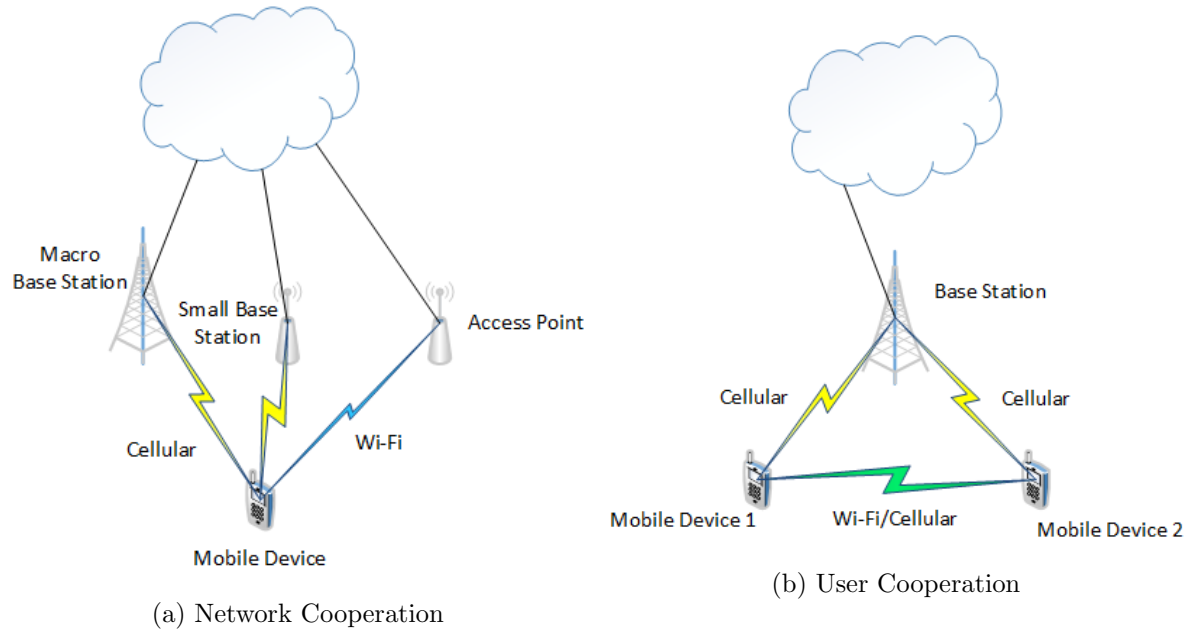 Macro
Base Station
Small Base
Station
Access Point
Cellular
Wi-Fi
Mobile Device
(a) Network Cooperation
Base Station
Cellular
Cellular
Mobile Device 1
Wi-Fi/Cellular
Mobile Device 2
(b) User Cooperation